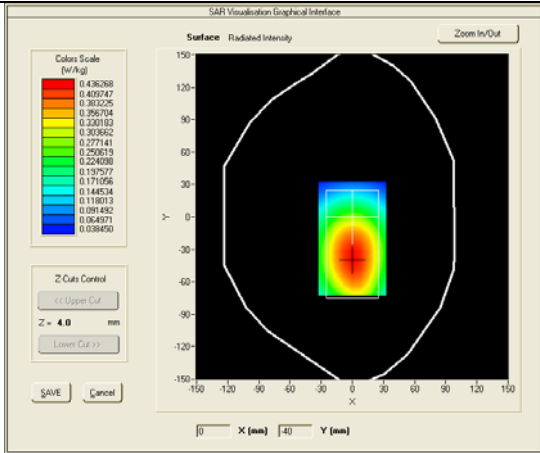 SAR Visualisation Graphical Interface
Surface Radiated Intensity
Zoom In/Out
Colors Scale
(W/kg)
0.436268
0.409747
0.383225
0.356704
0.330183
0.303662
0.277141
0.250619
0.224098
0.197577
0.171056
0.144534
0.118013
0.091492
0.064971
0.038450
Z Cuts Control
<< Upper Cut
Z = 4.0 mm
Lower Cut >>
SAVE Cancel
150-
120-
90-
60-
30-
0-
-30-
-60-
-90-
-120-
-150-
Y
-150 -120 -90 -60 -30 0 30 60 90 120 150
X
0 X (mm) -40 Y (mm)